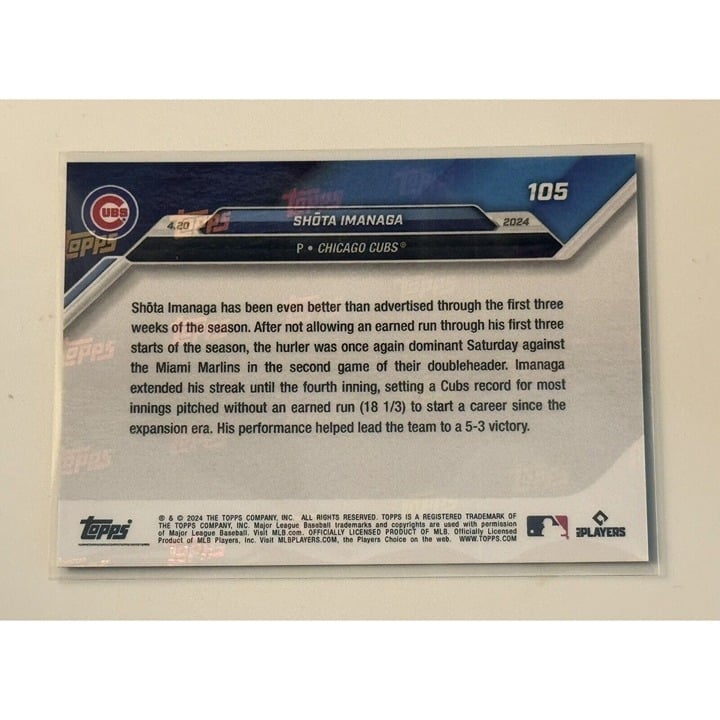 105
CUBS
4.20
SHŌTA IMANAGA
2024
P • CHICAGO CUBS®
Shōta Imanaga has been even better than advertised through the first three
weeks of the season. After not allowing an earned run through his first three
starts of the season, the hurler was once again dominant Saturday against
the Miami Marlins in the second game of their doubleheader. Imanaga
extended his streak until the fourth inning, setting a Cubs record for most
innings pitched without an earned run (18 1/3) to start a career since the
expansion era. His performance helped lead the team to a 5-3 victory.
Topps
® & © 2024 THE TOPPS COMPANY, INC. ALL RIGHTS RESERVED. TOPPS IS A REGISTERED TRADEMARK OF
THE TOPPS COMPANY, INC. Major League Baseball trademarks and copyrights are used with permission
of Major League Baseball. Visit MLB.com. OFFICIALLY LICENSED PRODUCT OF MLB. Officially Licensed
Product of MLB Players, Inc. Visit MLBPLAYERS.COM, the Players Choice on the web. WWW.TOPPS.COM
PLAYERS